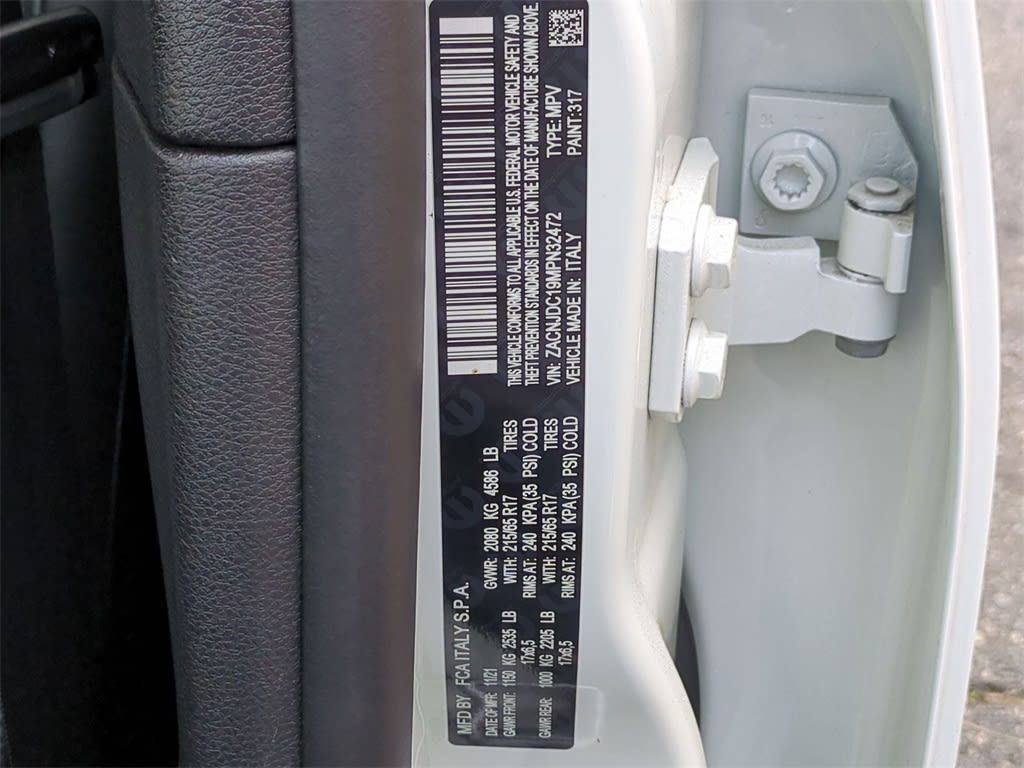 MFD BY FCA ITALY S.P.A.
DATE OF MFR: 11/21 GVWR: 2080 KG 4586 LB
GAWR FRONT: 1150 KG 2535 LB WITH: 215/65 R17 TIRES
17x6,5 RIMS AT: 240 KPA(35 PSI) COLD
GAWR REAR: 1000 KG 2205 LB WITH: 215/65 R17 TIRES
17x6,5 RIMS AT: 240 KPA(35 PSI) COLD
THIS VEHICLE CONFORMS TO ALL APPLICABLE U.S. FEDERAL MOTOR VEHICLE SAFETY AND
THEFT PREVENTION STANDARDS IN EFFECT ON THE DATE OF MANUFACTURE SHOWN ABOVE.
VIN: ZACNJDC19MPN32472 TYPE: MPV
VEHICLE MADE IN: ITALY PAINT:317